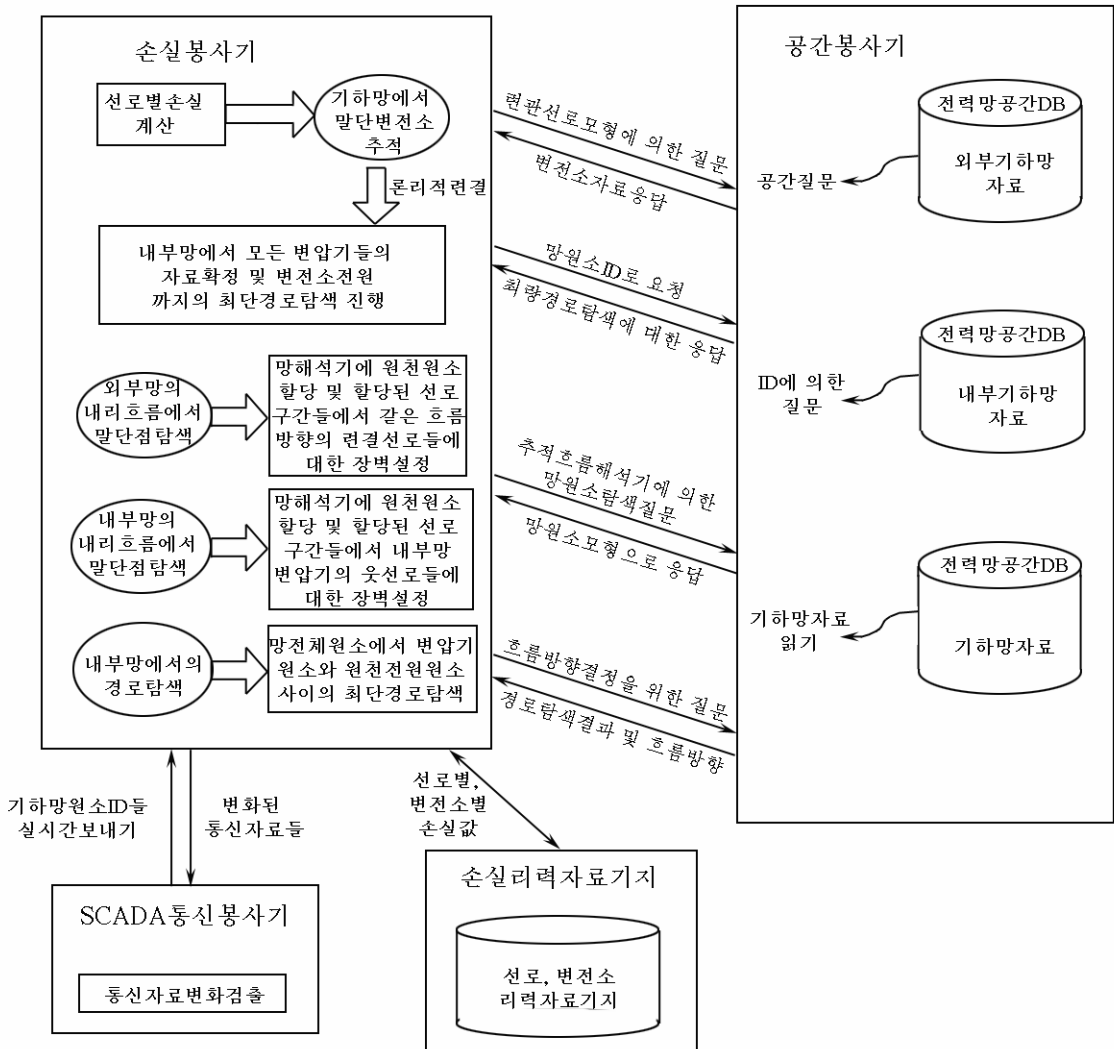 손실봉사기
선로별손실
계산
기하망에서
말단변전소
추적
론리적련결
내부망에서 모든 변압기들의
자료확정 및 변전소전원
까지의 최단경로탐색 진행
외부망의
내리흐름에서
말단점탐색
망해석기에 원천원소
할당 및 할당된 선로
구간들에서 같은 흐름
방향의 련결선로들에
대한 장벽설정
내부망의
내리흐름에서
말단점탐색
망해석기에 원천원소
할당 및 할당된 선로
구간들에서 내부망
변압기의 웃선로들에
대한 장벽설정
내부망에서의
경로탐색
망전체원소에서 변압기
원소와 원천전원원소
사이의 최단경로탐색
련관선로모형에 의한 질문
변전소자료응답
망원소ID로 요청
최량경로탐색에 대한 응답
추적흐름해석기에 의한
망원소탐색질문
망원소모형으로 응답
흐름방향결정을 위한 질문
경로탐색결과 및 흐름방향
공간봉사기
전력망공간DB
외부기하망
자료
공간질문
전력망공간DB
내부기하망
자료
ID에 의한
질문
전력망공간DB
기하망자료
기하망자료
읽기
기하망원소ID들
실시간보내기
변화된
통신자료들
선로별,
변전소별
손실값
SCADA통신봉사기
통신자료변화검출
손실리력자료기지
선로, 변전소
리력자료기지